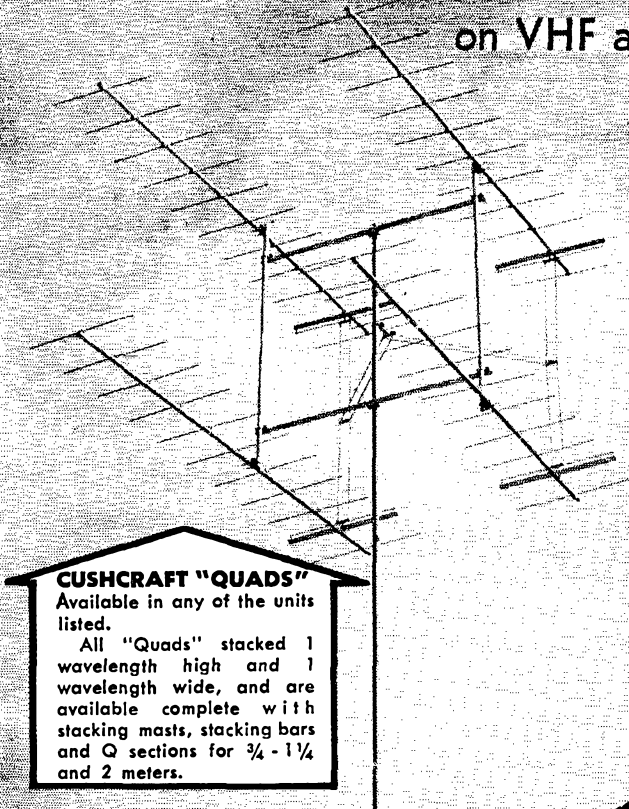 on VHF a
CUSHCRAFT "QUADS"
Available in any of the units
listed.
All "Quads" stacked 1
wavelength high and 1
wavelength wide, and are
available complete with
stacking masts, stacking bars
and Q sections for ¾ - 1¼
and 2 meters.